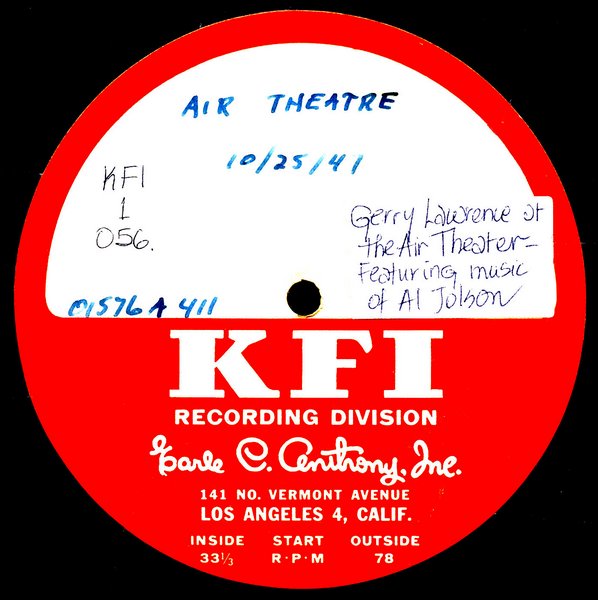 AIR THEATRE
10/25/41
KFI
1
056.
Gerry Lawrence at
the Air Theater-
Featuring music
of Al Jolson
01576 A 411
KFI
RECORDING DIVISION
Earle C. Anthony, Inc.
141 NO. VERMONT AVENUE
LOS ANGELES 4, CALIF.
INSIDE START OUTSIDE
33⅓ R·P·M 78